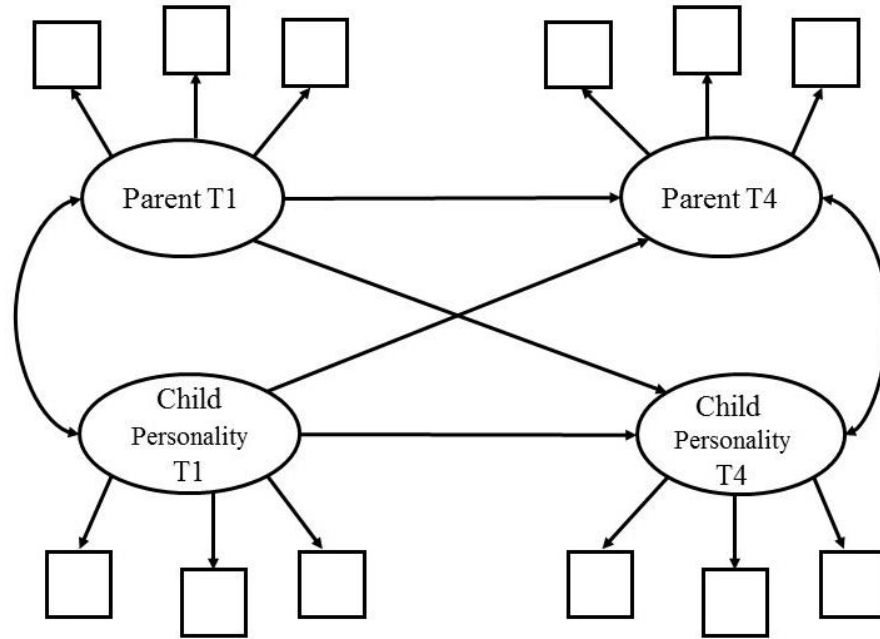 Parent T1
Parent T4
Child
Personality
T1
Child
Personality
T4